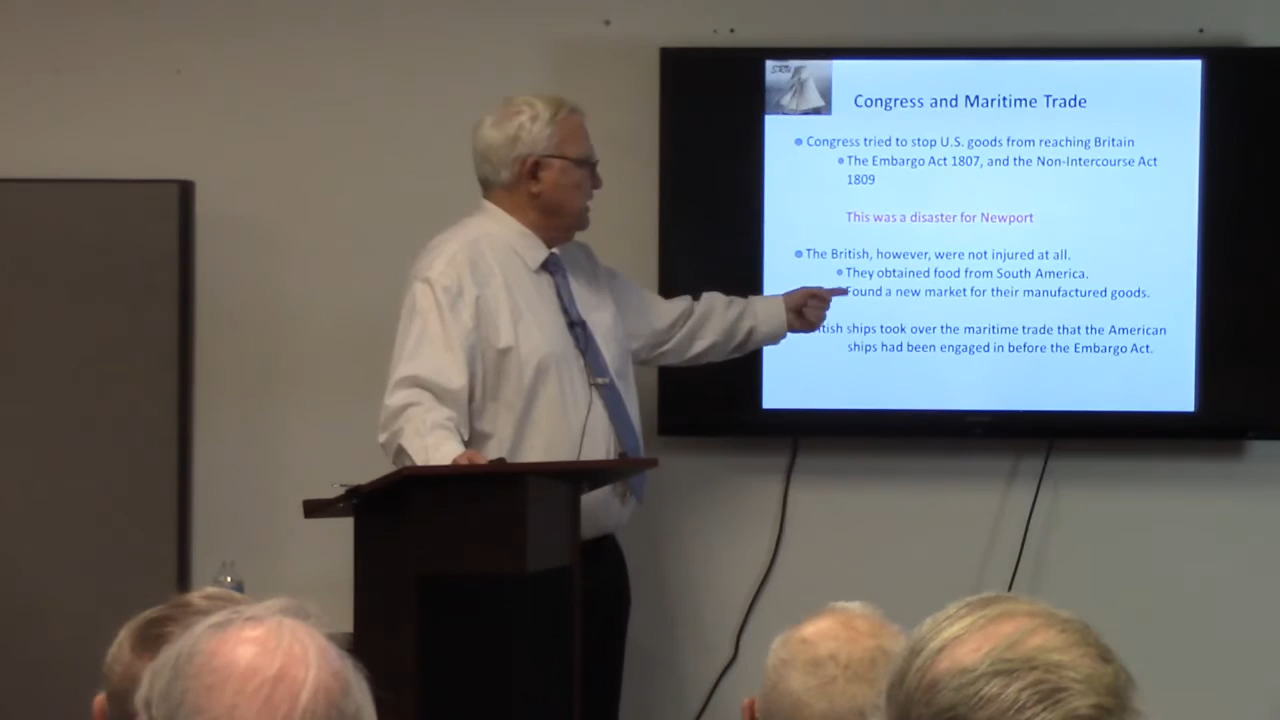 Congress and Maritime Trade
Congress tried to stop U.S. goods from reaching Britain
The Embargo Act 1807, and the Non-Intercourse Act
1809
This was a disaster for Newport
The British, however, were not injured at all.
They obtained food from South America.
Found a new market for their manufactured goods.
ships took over the maritime trade that the American
ships had been engaged in before the Embargo Act.